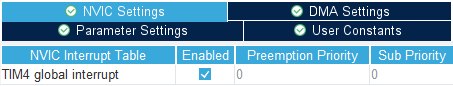 NVIC Settings DMA Settings
Parameter Settings User Constants
NVIC Interrupt Table Enabled Preemption Priority Sub Priority
TIM4 global interrupt 0 0